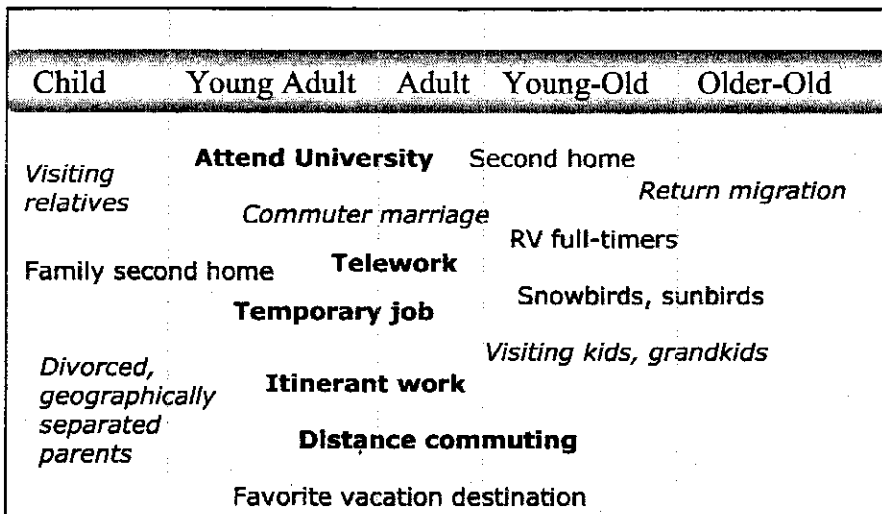 Child Young Adult Adult Young-Old Older-Old
Attend University Second home
Visiting
relatives
Return migration
Commuter marriage
RV full-timers
Family second home Telework
Snowbirds, sunbirds
Temporary job
Visiting kids, grandkids
Divorced,
geographically
separated
parents
Itinerant work
Distance commuting
Favorite vacation destination